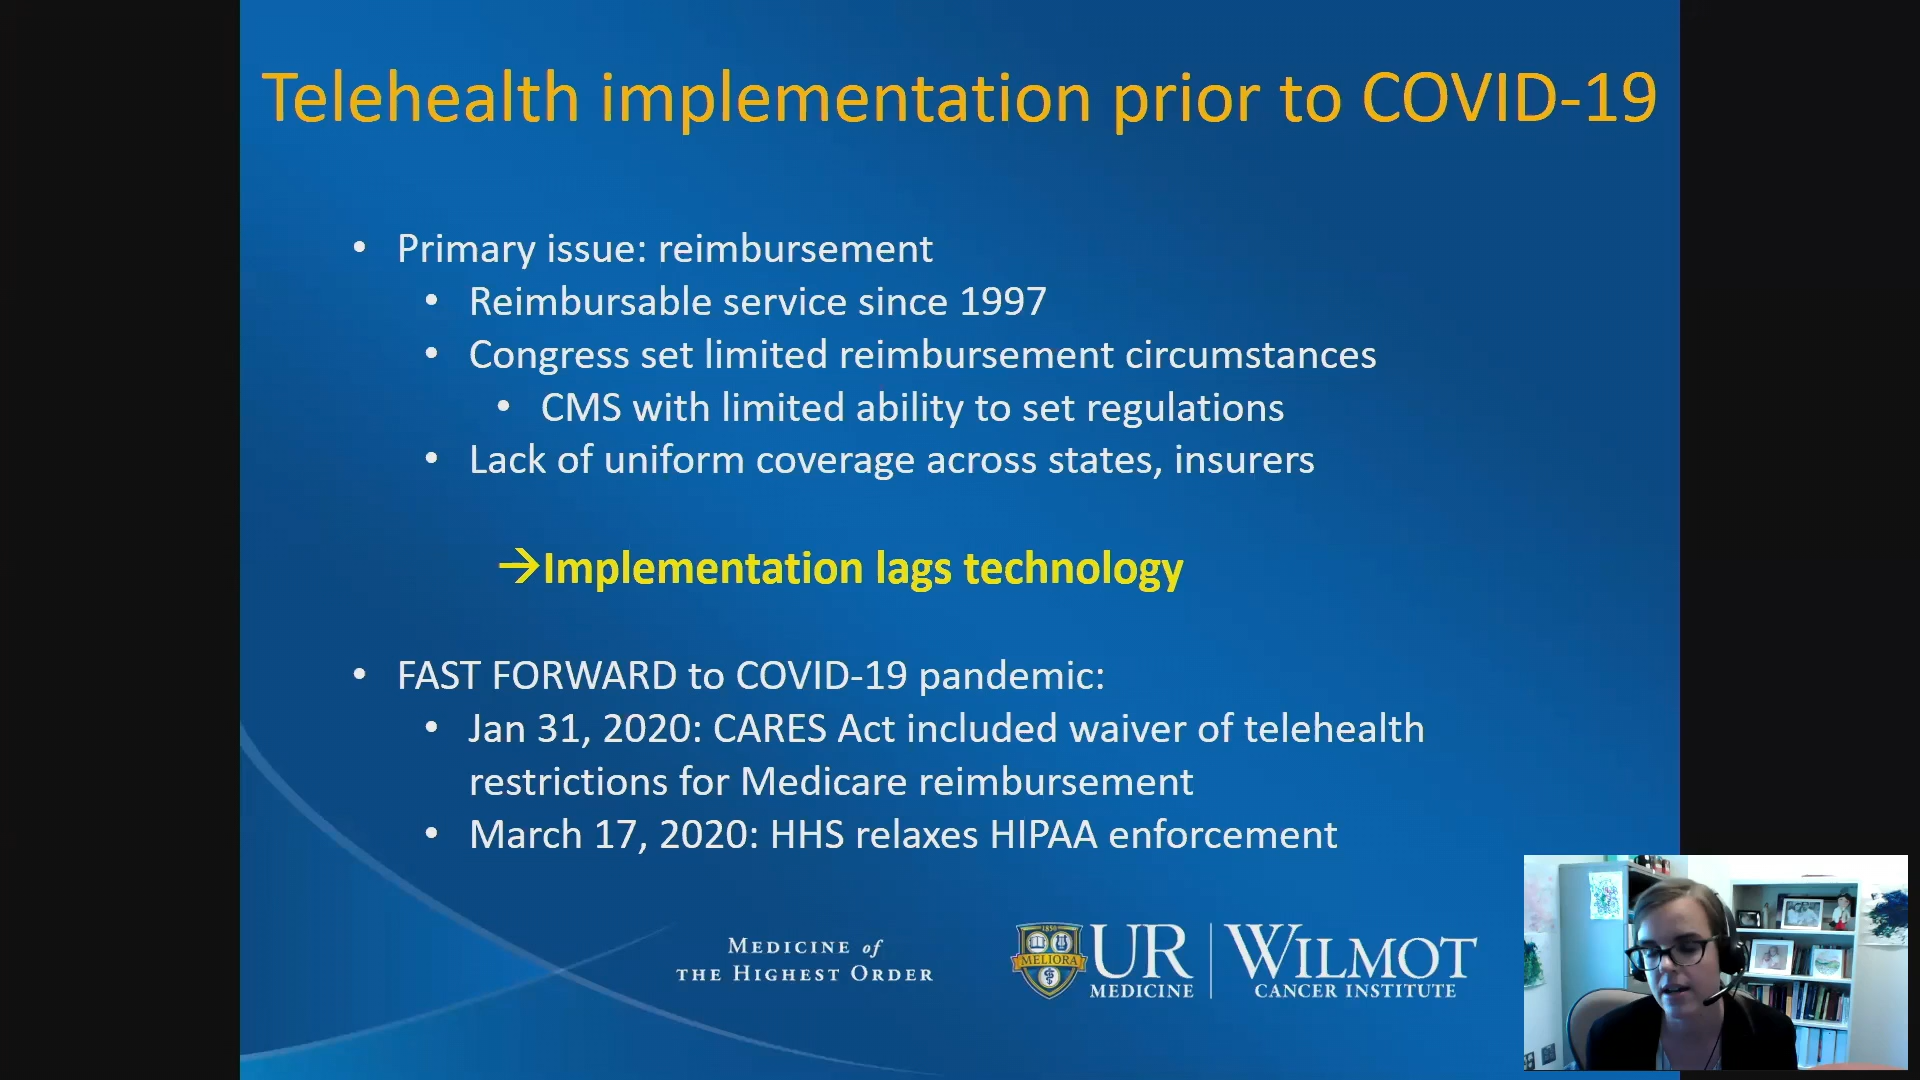 Telehealth implementation prior to COVID-19
• Primary issue: reimbursement
• Reimbursable service since 1997
• Congress set limited reimbursement circumstances
• CMS with limited ability to set regulations
• Lack of uniform coverage across states, insurers
→Implementation lags technology
• FAST FORWARD to COVID-19 pandemic:
• Jan 31, 2020: CARES Act included waiver of telehealth
restrictions for Medicare reimbursement
• March 17, 2020: HHS relaxes HIPAA enforcement
MEDICINE of
THE HIGHEST ORDER
1850
MELIORA
UR
MEDICINE
WILMOT
CANCER INSTITUTE